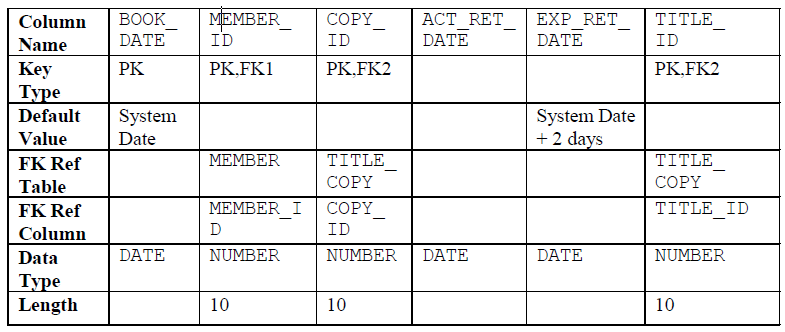 Column Name BOOK_ DATE MEMBER_ ID COPY_ ID ACT_RET_ DATE EXP_RET_ DATE TITLE_ ID
Key Type PK PK,FK1 PK,FK2 PK,FK2
Default Value System Date System Date + 2 days
FK Ref Table MEMBER TITLE_ COPY TITLE_ COPY
FK Ref Column MEMBER_I D COPY_ ID TITLE_ID
Data Type DATE NUMBER NUMBER DATE DATE NUMBER
Length 10 10 10